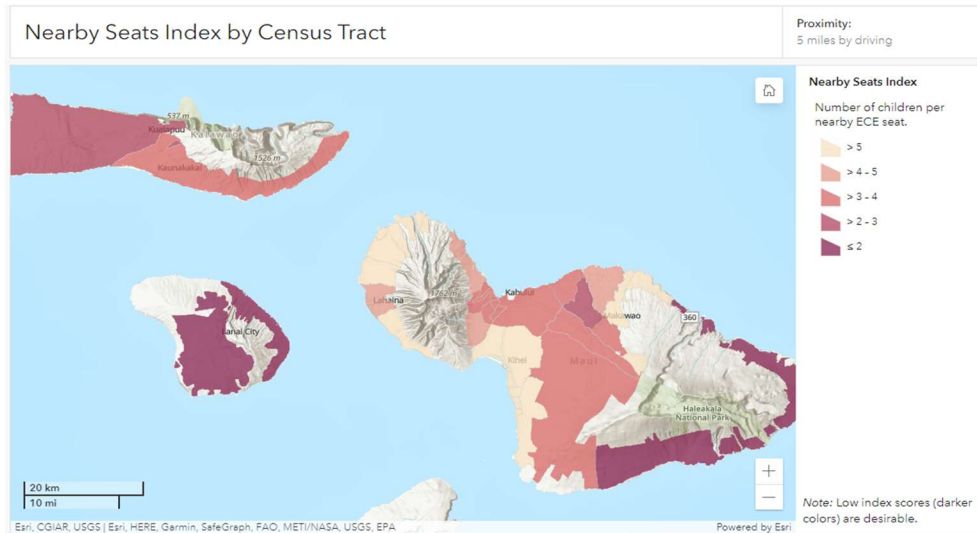 Nearby Seats Index by Census Tract
Proximity:
5 miles by driving
Nearby Seats Index
Number of children per
nearby ECE seat.
> 5
> 4 - 5
> 3 - 4
> 2 - 3
≤ 2
537 m
Kualapuu
Kalawao
1526 m
Kaunakakai
Lahaina
1762 m
Kahului
Makawao
360
Lanai City
Kihei
Maui
Haleakala
National Park
20 km
10 mi
Note: Low index scores (darker
colors) are desirable.
Esri, CGIAR, USGS | Esri, HERE, Garmin, SafeGraph, FAO, METI/NASA, USGS, EPA
Powered by Esri